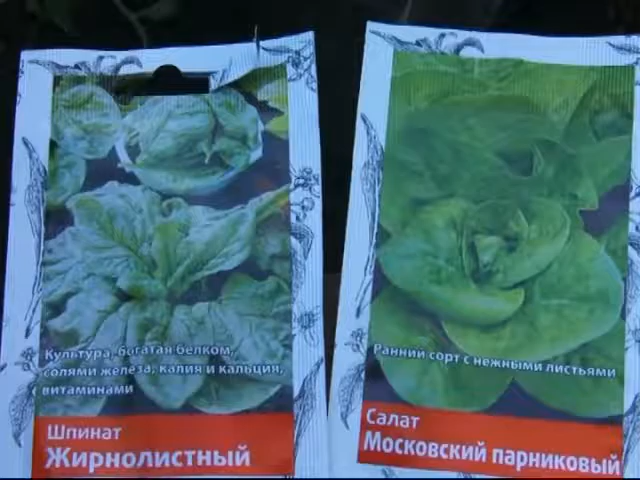 Культура, богатая белком,
солями железа, калия и кальция,
витаминами
Шпинат
Жирнолистный
Ранний сорт с нежными листьями
Салат
Московский парниковый